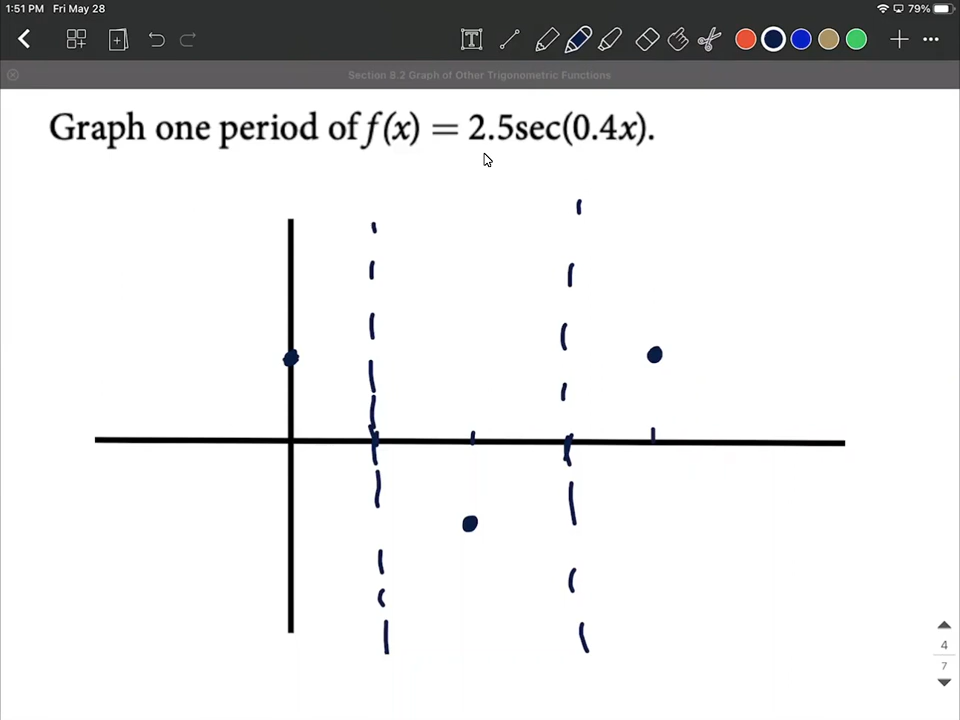 1:51 PM Fri May 28
79%
Section 8.2 Graph of Other Trigonometric Functions
Graph one period of f(x) = 2.5sec(0.4x).
4
7